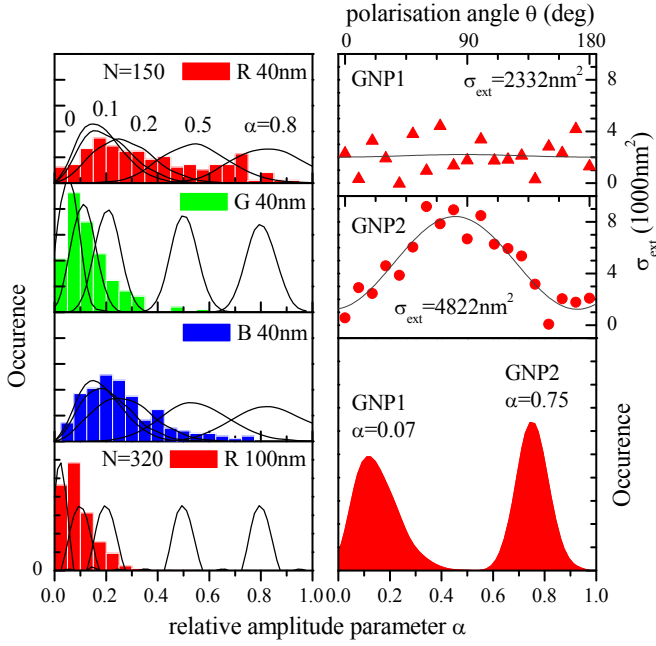 polarisation angle θ (deg)
0 90 180
N=150 R 40nm
0 0.1 0.2 0.5 α=0.8
GNP1 σext=2332nm²
8
4
0
G 40nm
GNP2
σext=4822nm²
8
4
0
σext (1000nm²)
B 40nm
Occurence
N=320 R 100nm
0
GNP1
α=0.07
GNP2
α=0.75
Occurence
0.0 0.2 0.4 0.6 0.8 1.0
0.2 0.4 0.6 0.8 1.0
relative amplitude parameter α